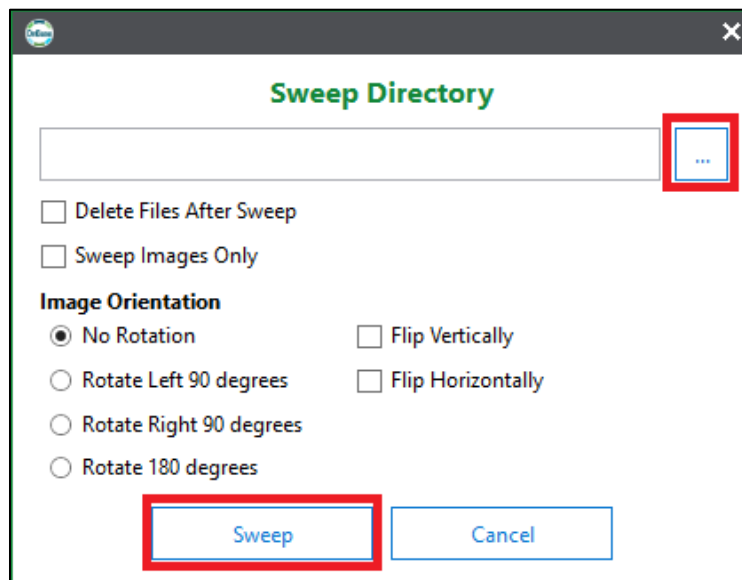 Sweep Directory
...
Delete Files After Sweep
Sweep Images Only
Image Orientation
No Rotation
Flip Vertically
Rotate Left 90 degrees
Flip Horizontally
Rotate Right 90 degrees
Rotate 180 degrees
Sweep
Cancel